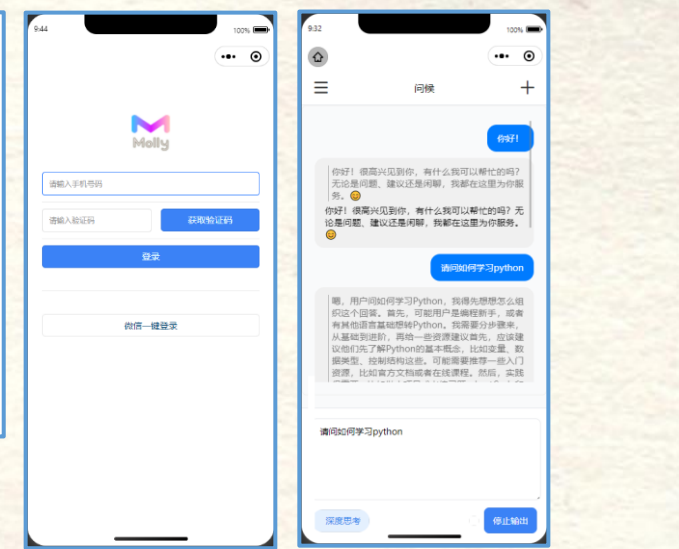 9:44
100%
Molly
请输入手机号码
请输入验证码
获取验证码
登录
微信一键登录
9:32
100%
问候
你好！
你好！很高兴见到你，有什么我可以帮忙的吗？
无论是问题、建议还是闲聊，我都在这里为你服
务。😊
你好！很高兴见到你，有什么我可以帮忙的吗？无
论是问题、建议还是闲聊，我都在这里为你服务。
😊
请问如何学习python
嗯，用户问如何学习Python，我得先想想怎么组
织这个回答。首先，可能用户是编程新手，或者
有其他语言基础想转Python。我需要分步骤来，
从基础到进阶，再给一些资源建议首先，应该建
议他们先了解Python的基本概念，比如变量、数
据类型、控制结构这些。可能需要推荐一些入门
资源，比如官方文档或者在线课程。然后，实践
请问如何学习python
深度思考
停止输出